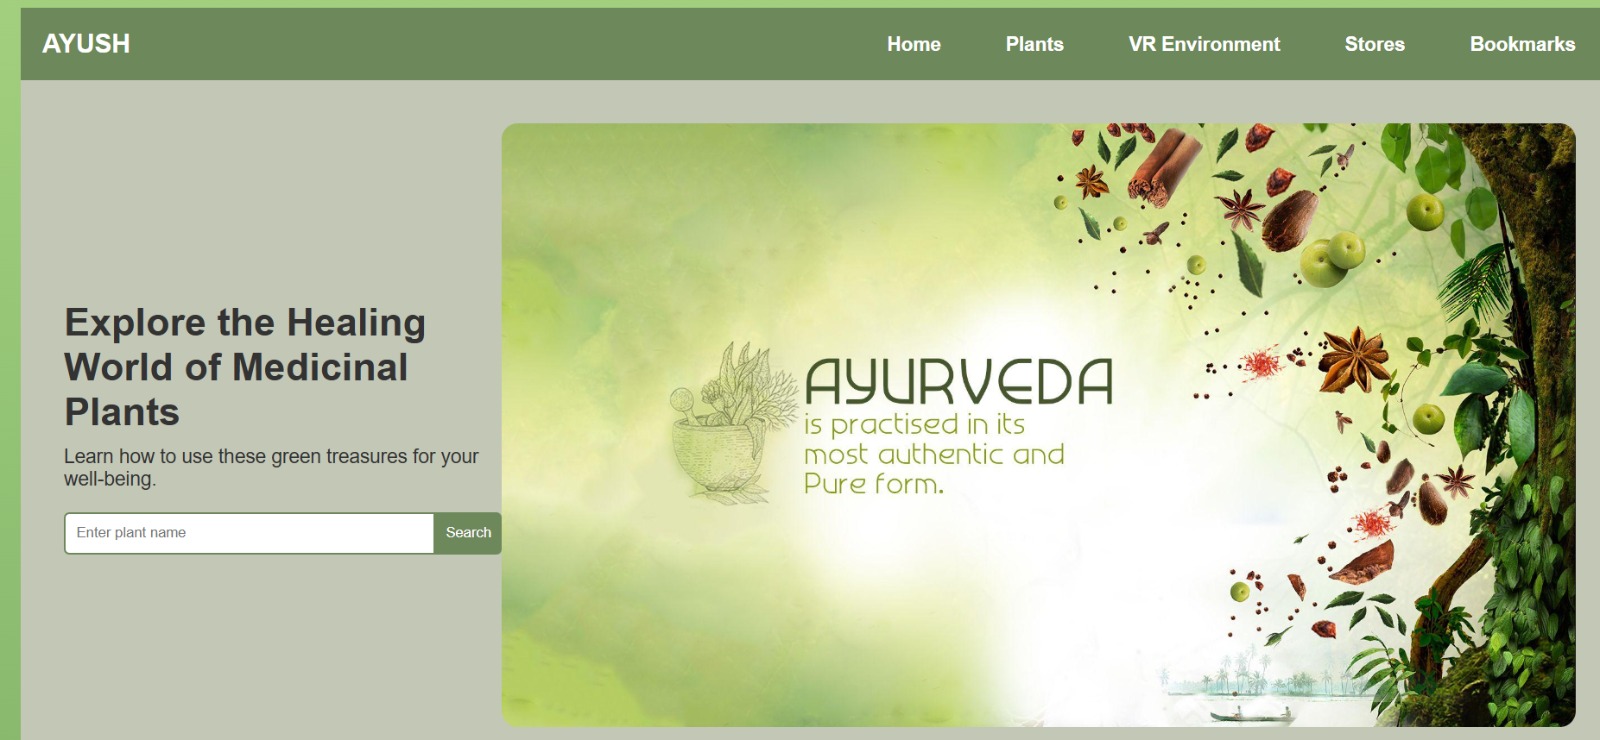 AYUSH
Home
Plants
VR Environment
Stores
Bookmarks
Explore the Healing
World of Medicinal
Plants
Learn how to use these green treasures for your
well-being.
Enter plant name
Search
AYURVEDA
is practised in its
most authentic and
Pure form.